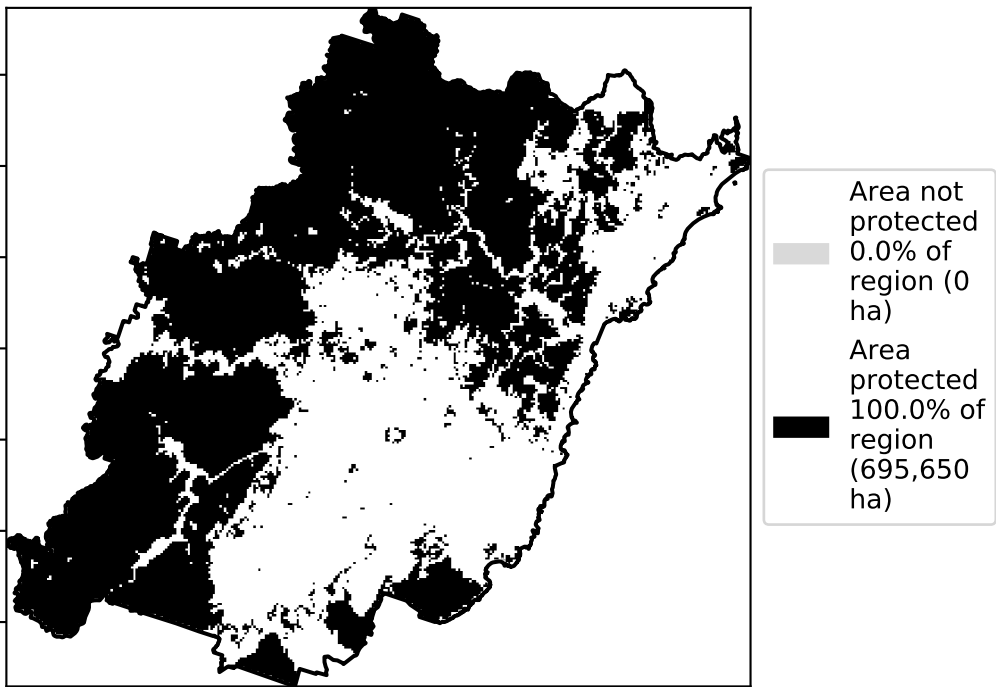 Area not
protected
0.0% of
region (0
ha)
Area
protected
100.0% of
region
(695,650
ha)